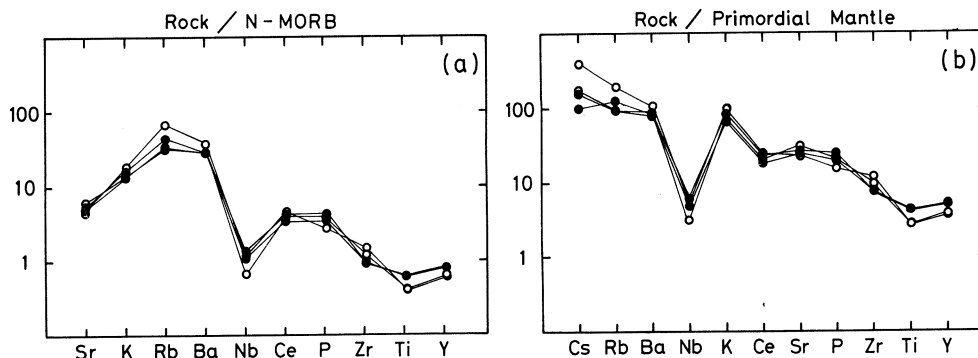 Rock / N-MORB
(a)
100
10
1
Sr K Rb Ba Nb Ce P Zr Ti Y
Rock / Primordial Mantle
(b)
100
10
1
Cs Rb Ba Nb K Ce Sr P Zr Ti Y